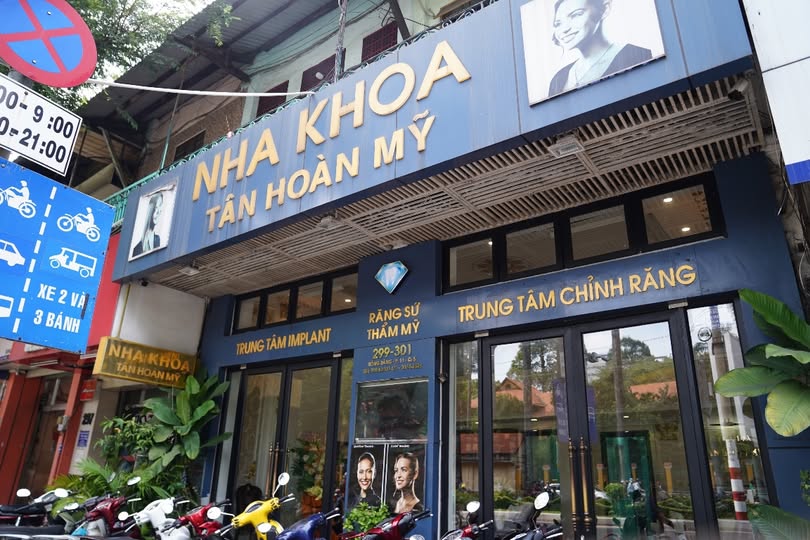 NHA KHOA
TÂN HOÀN MỸ
- 9:00
- 21:00
XE 2 VÀ
3 BÁNH
NHA KHOA
TÂN HOÀN MỸ
TRUNG TÂM IMPLANT
RĂNG SỨ
THẨM MỸ
299-301
TRUNG TÂM CHỈNH RĂNG